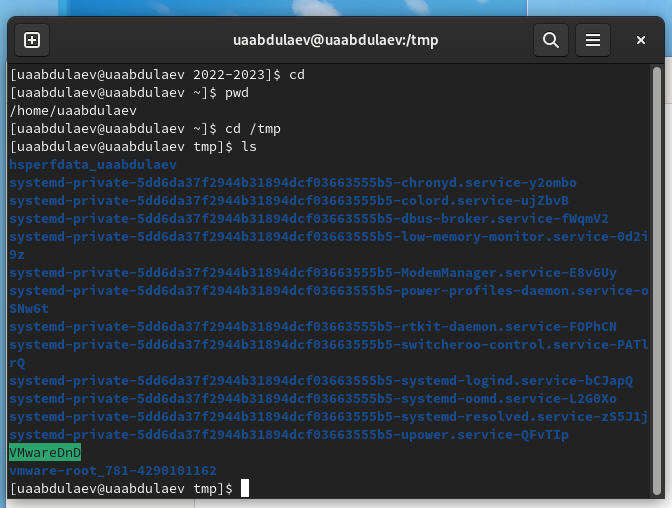 uaabdulaev@uaabdulaev:/tmp
[uaabdulaev@uaabdulaev 2022-2023]$ cd
[uaabdulaev@uaabdulaev ~]$ pwd
/home/uaabdulaev
[uaabdulaev@uaabdulaev ~]$ cd /tmp
[uaabdulaev@uaabdulaev tmp]$ ls
hsperfdata_uaabdulaev
systemd-private-5dd6da37f2944b31894dcf03663555b5-chronyd.service-y2ombo
systemd-private-5dd6da37f2944b31894dcf03663555b5-colord.service-ujZbvB
systemd-private-5dd6da37f2944b31894dcf03663555b5-dbus-broker.service-fWqmV2
systemd-private-5dd6da37f2944b31894dcf03663555b5-low-memory-monitor.service-0d2i
9z
systemd-private-5dd6da37f2944b31894dcf03663555b5-ModemManager.service-E8v6Uy
systemd-private-5dd6da37f2944b31894dcf03663555b5-power-profiles-daemon.service-o
SNw6t
systemd-private-5dd6da37f2944b31894dcf03663555b5-rtkit-daemon.service-FOPhCN
systemd-private-5dd6da37f2944b31894dcf03663555b5-switcheroo-control.service-PATl
rQ
systemd-private-5dd6da37f2944b31894dcf03663555b5-systemd-logind.service-bCJapQ
systemd-private-5dd6da37f2944b31894dcf03663555b5-systemd-oomd.service-L2G0Xo
systemd-private-5dd6da37f2944b31894dcf03663555b5-systemd-resolved.service-zS5J1j
systemd-private-5dd6da37f2944b31894dcf03663555b5-upower.service-QFvTIp
VMwareDnD
vmware-root_781-4290101162
[uaabdulaev@uaabdulaev tmp]$